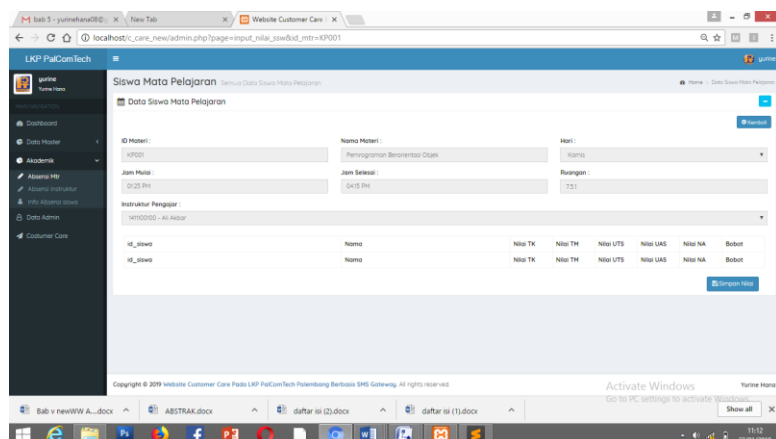 bab 5 - yurinehana08@
New Tab
Website Customer Care
localhost/c_care_new/admin.php?page=input_nilai_ssw&id_mtr=KP001
LKP PalComTech
yurine
yurine
Yurine Hana
MAIN NAVIGATION
Dashboard
Data Master
Akademik
Absensi Mtr
Absensi Instruktur
Info Absensi siswa
Data Admin
Costumer Care
Siswa Mata Pelajaran Semua Data Siswa Mata Pelajaran
Home > Data Siswa Mata Pelajaran
Data Siswa Mata Pelajaran
Kembali
ID Materi : Nama Materi : Hari :
KP001 Pemrograman Berorientasi Objek Kamis
Jam Mulai : Jam Selesai : Ruangan :
01:25 PM 04:15 PM 7.5.1
Instruktur Pengajar :
141100100 - Ali Akbar
id_siswa Nama Nilai TK Nilai TM Nilai UTS Nilai UAS Nilai NA Bobot
id_siswa Nama Nilai TK Nilai TM Nilai UTS Nilai UAS Nilai NA Bobot
Simpan Nilai
Copyright © 2019 Website Customer Care Pada LKP PalComTech Palembang Berbasis SMS Gateway. All rights reserved.
Yurine Hana
Activate Windows
Go to PC settings to activate Windows.
Bab v newWW A....docx
ABSTRAK.docx
daftar isi (2).docx
daftar isi (1).docx
Show all
11:12